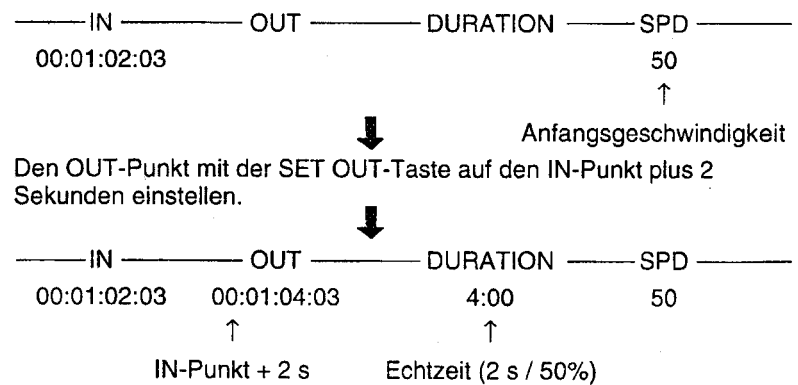 IN OUT DURATION SPD
00:01:02:03 50
↑
Anfangsgeschwindigkeit
Den OUT-Punkt mit der SET OUT-Taste auf den IN-Punkt plus 2
Sekunden einstellen.
IN OUT DURATION SPD
00:01:02:03 00:01:04:03 4:00 50
↑ ↑
IN-Punkt + 2 s Echtzeit (2 s / 50%)